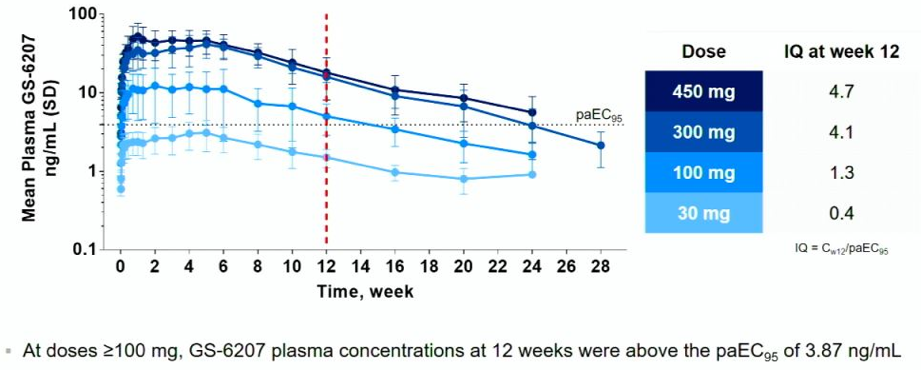 Mean Plasma GS-6207
ng/mL (SD)
100
10
1
0.1
paEC95
0 2 4 6 8 10 12 14 16 18 20 22 24 26 28
Time, week
Dose IQ at week 12
450 mg 4.7
300 mg 4.1
100 mg 1.3
30 mg 0.4
IQ = Cw12/paEC95
▪ At doses ≥100 mg, GS-6207 plasma concentrations at 12 weeks were above the paEC95 of 3.87 ng/mL